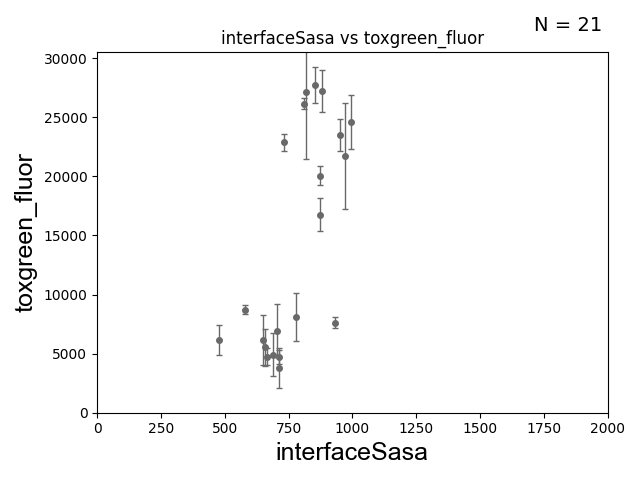 N = 21
interfaceSasa vs toxgreen_fluor
30000
25000
20000
15000
10000
5000
0
toxgreen_fluor
0 250 500 750 1000 1250 1500 1750 2000
interfaceSasa